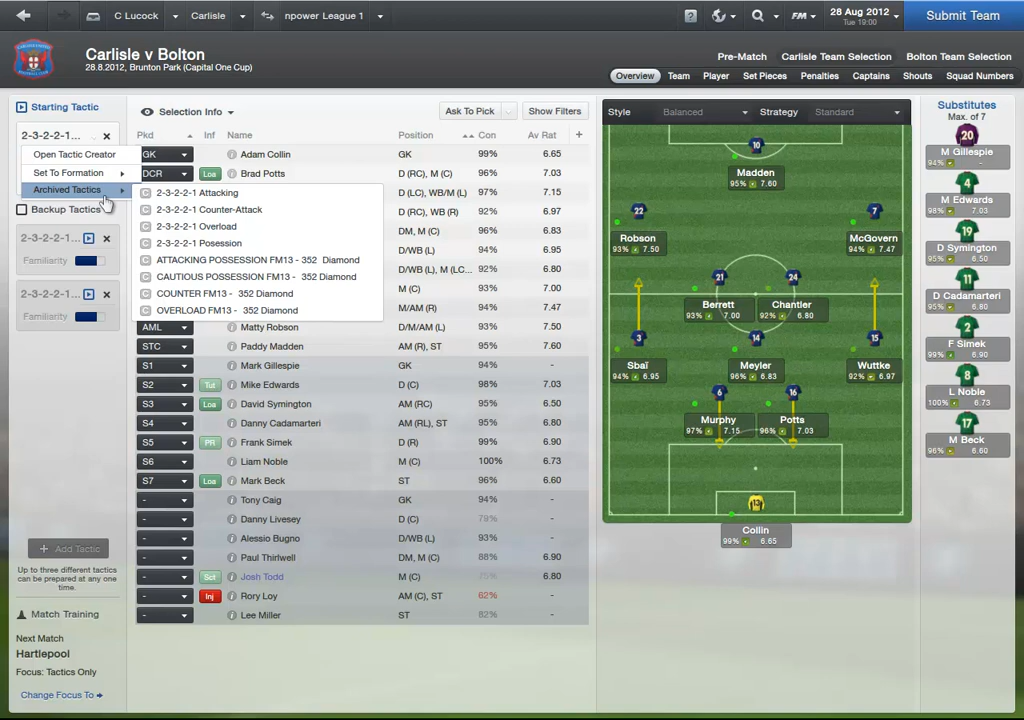 C Lucock
Carlisle
npower League 1
FM
28 Aug 2012
Tue 19:00
Submit Team
Carlisle v Bolton
28.8.2012, Brunton Park (Capital One Cup)
Pre-Match
Carlisle Team Selection
Bolton Team Selection
Overview
Team
Player
Set Pieces
Penalties
Captains
Shouts
Squad Numbers
Starting Tactic
2-3-2-2-1...
Open Tactic Creator
Set To Formation
Archived Tactics
Backup Tactics
2-3-2-2-1...
Familiarity
2-3-2-2-1...
Familiarity
2-3-2-2-1 Attacking
2-3-2-2-1 Counter-Attack
2-3-2-2-1 Overload
2-3-2-2-1 Posession
ATTACKING POSSESSION FM13 - 352 Diamond
CAUTIOUS POSSESSION FM13 - 352 Diamond
COUNTER FM13 - 352 Diamond
OVERLOAD FM13 - 352 Diamond
Add Tactic
Up to three different tactics
can be prepared at any one
time.
Match Training
Next Match
Hartlepool
Focus: Tactics Only
Change Focus To
Selection Info
Ask To Pick
Show Filters
Pkd Inf Name Position Con Av Rat +
GK Adam Collin GK 99% 6.65
DCR Loa Brad Potts D (RC), M (C) 96% 7.03
D (LC), WB/M (L) 97% 7.15
D (RC), WB (R) 92% 6.97
DM, M (C) 96% 6.83
D/WB (L) 94% 6.95
D/WB (L), M (LC... 92% 6.80
M (C) 93% 7.00
M/AM (R) 94% 7.47
AML Matty Robson D/M/AM (L) 93% 7.50
STC Paddy Madden AM (R), ST 95% 7.60
S1 Mark Gillespie GK 94% -
S2 Tut Mike Edwards D (C) 98% 7.03
S3 Loa David Symington AM (RC) 95% 6.50
S4 Danny Cadamarteri AM (RL), ST 95% 6.80
S5 PR Frank Simek D (R) 99% 6.90
S6 Liam Noble M (C) 100% 6.73
S7 Loa Mark Beck ST 96% 6.60
- Tony Caig GK 94% -
- Danny Livesey D (C) 79% -
- Alessio Bugno D/WB (L) 93% -
- Paul Thirlwell DM, M (C) 88% 6.90
- Sct Josh Todd M (C) 75% 6.80
- Inj Rory Loy AM (C), ST 62% -
- Lee Miller ST 82% -
Style Balanced Strategy Standard
10
Madden
95% 7.60
22
Robson
93% 7.50
7
McGovern
94% 7.47
21
Berrett
93% 7.00
24
Chantler
92% 6.80
3
Sbaï
94% 6.95
14
Meyler
96% 6.83
15
Wuttke
92% 6.97
6
Murphy
97% 7.15
16
Potts
96% 7.03
13
Collin
99% 6.65
Substitutes
Max. of 7
20
M Gillespie
94% -
4
M Edwards
98% 7.03
19
D Symington
95% 6.50
11
D Cadamarteri
95% 6.80
2
F Simek
99% 6.90
8
L Noble
100% 6.73
17
M Beck
96% 6.60